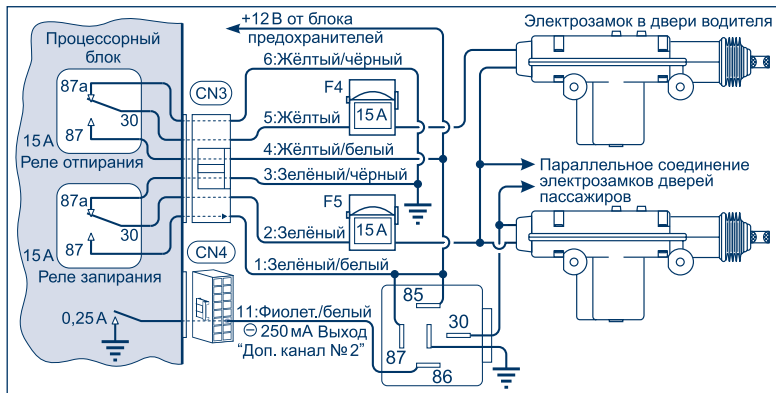 +12 В от блока
предохранителей
Электрозамок в двери водителя
Процессорный
блок
6:Жёлтый/чёрный
CN3
F4
87a
15 A
30
87
5:Жёлтый
15 А
Реле отпирания
4:Жёлтый/белый
3:Зелёный/чёрный
Параллельное соединение
электрозамков дверей
пассажиров
87a
F5
15 A
30
87
2:Зелёный
15 А
CN4
Реле запирания
1:Зелёный/белый
85
0,25 А
11:Фиолет./белый
⊖ 250 мА Выход
“Доп. канал № 2”
30
87
86